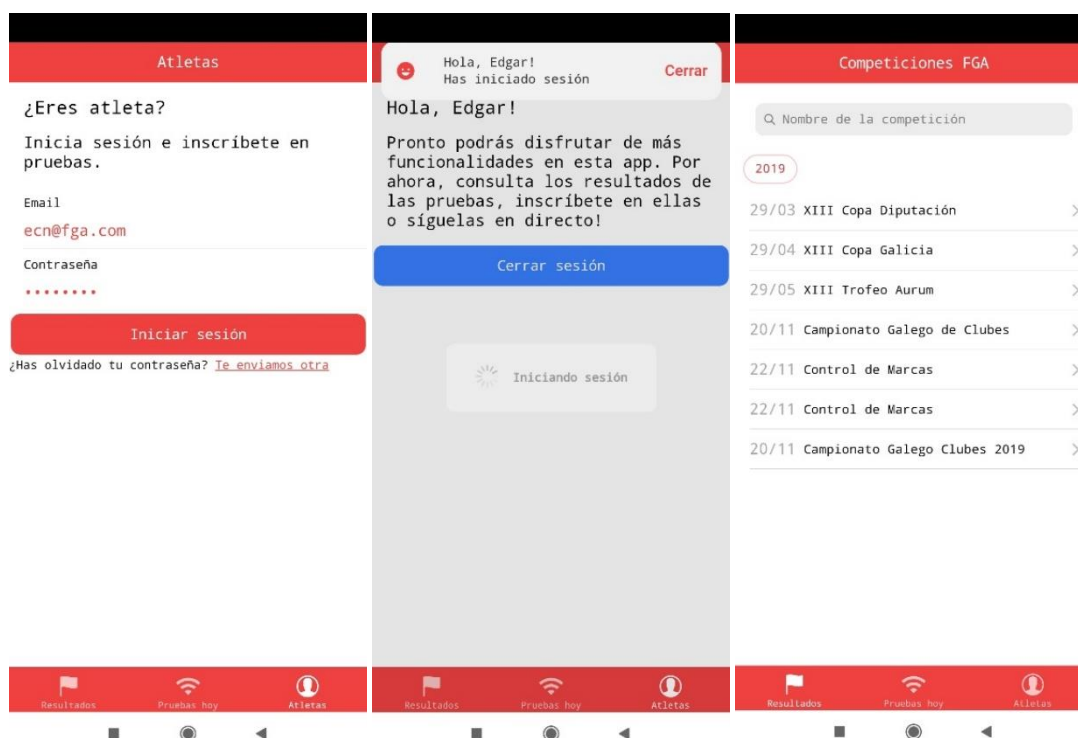 Atletas
¿Eres atleta?
Inicia sesión e inscríbete en
pruebas.
Email
ecn@fga.com
Contraseña
Iniciar sesión
¿Has olvidado tu contraseña? Te enviamos otra
Resultados
Pruebas hoy
Atletas
Hola, Edgar!
Has iniciado sesión
Cerrar
Hola, Edgar!
Pronto podrás disfrutar de más
funcionalidades en esta app. Por
ahora, consulta los resultados de
las pruebas, inscríbete en ellas
o síguelas en directo!
Cerrar sesión
Iniciando sesión
Resultados
Pruebas hoy
Atletas
Competiciones FGA
Nombre de la competición
2019
29/03 XIII Copa Diputación
29/04 XIII Copa Galicia
29/05 XIII Trofeo Aurum
20/11 Campionato Galego de Clubes
22/11 Control de Marcas
22/11 Control de Marcas
20/11 Campionato Galego Clubes 2019
Resultados
Pruebas hoy
Atletas